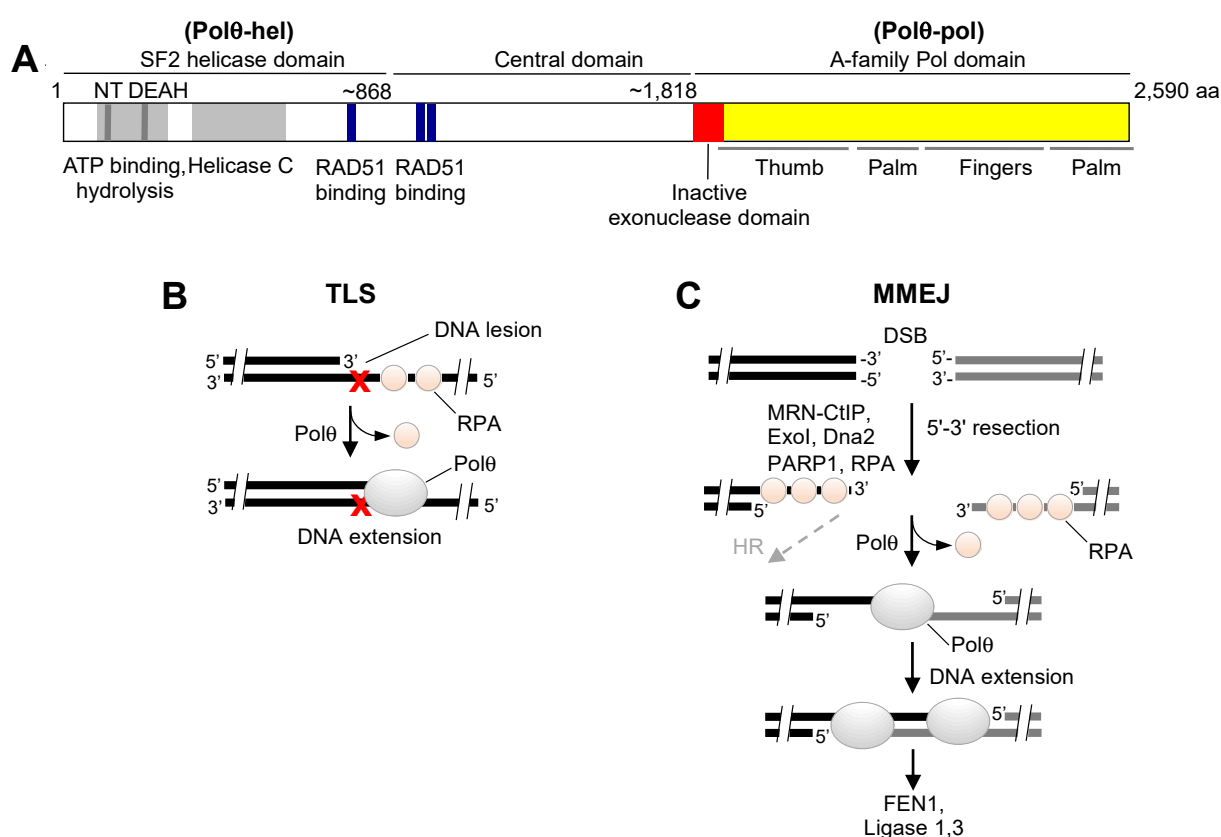 A
(Polθ-hel)
(Polθ-pol)
SF2 helicase domain
Central domain
A-family Pol domain
1
NT DEAH
~868
~1,818
2,590 aa
ATP binding,
hydrolysis
Helicase C
RAD51
binding
RAD51
binding
Inactive
exonuclease domain
Thumb
Palm
Fingers
Palm
B
TLS
DNA lesion
5’
3’
3’
5’
RPA
Polθ
Polθ
5’
3’
5’
DNA extension
C
MMEJ
DSB
-3’
-5’
5’-
3’-
MRN-CtIP,
ExoI, Dna2
PARP1, RPA
5'-3' resection
3’
5’
5’
3’
HR
Polθ
RPA
5’
5’
Polθ
DNA extension
5’
5’
FEN1,
Ligase 1,3